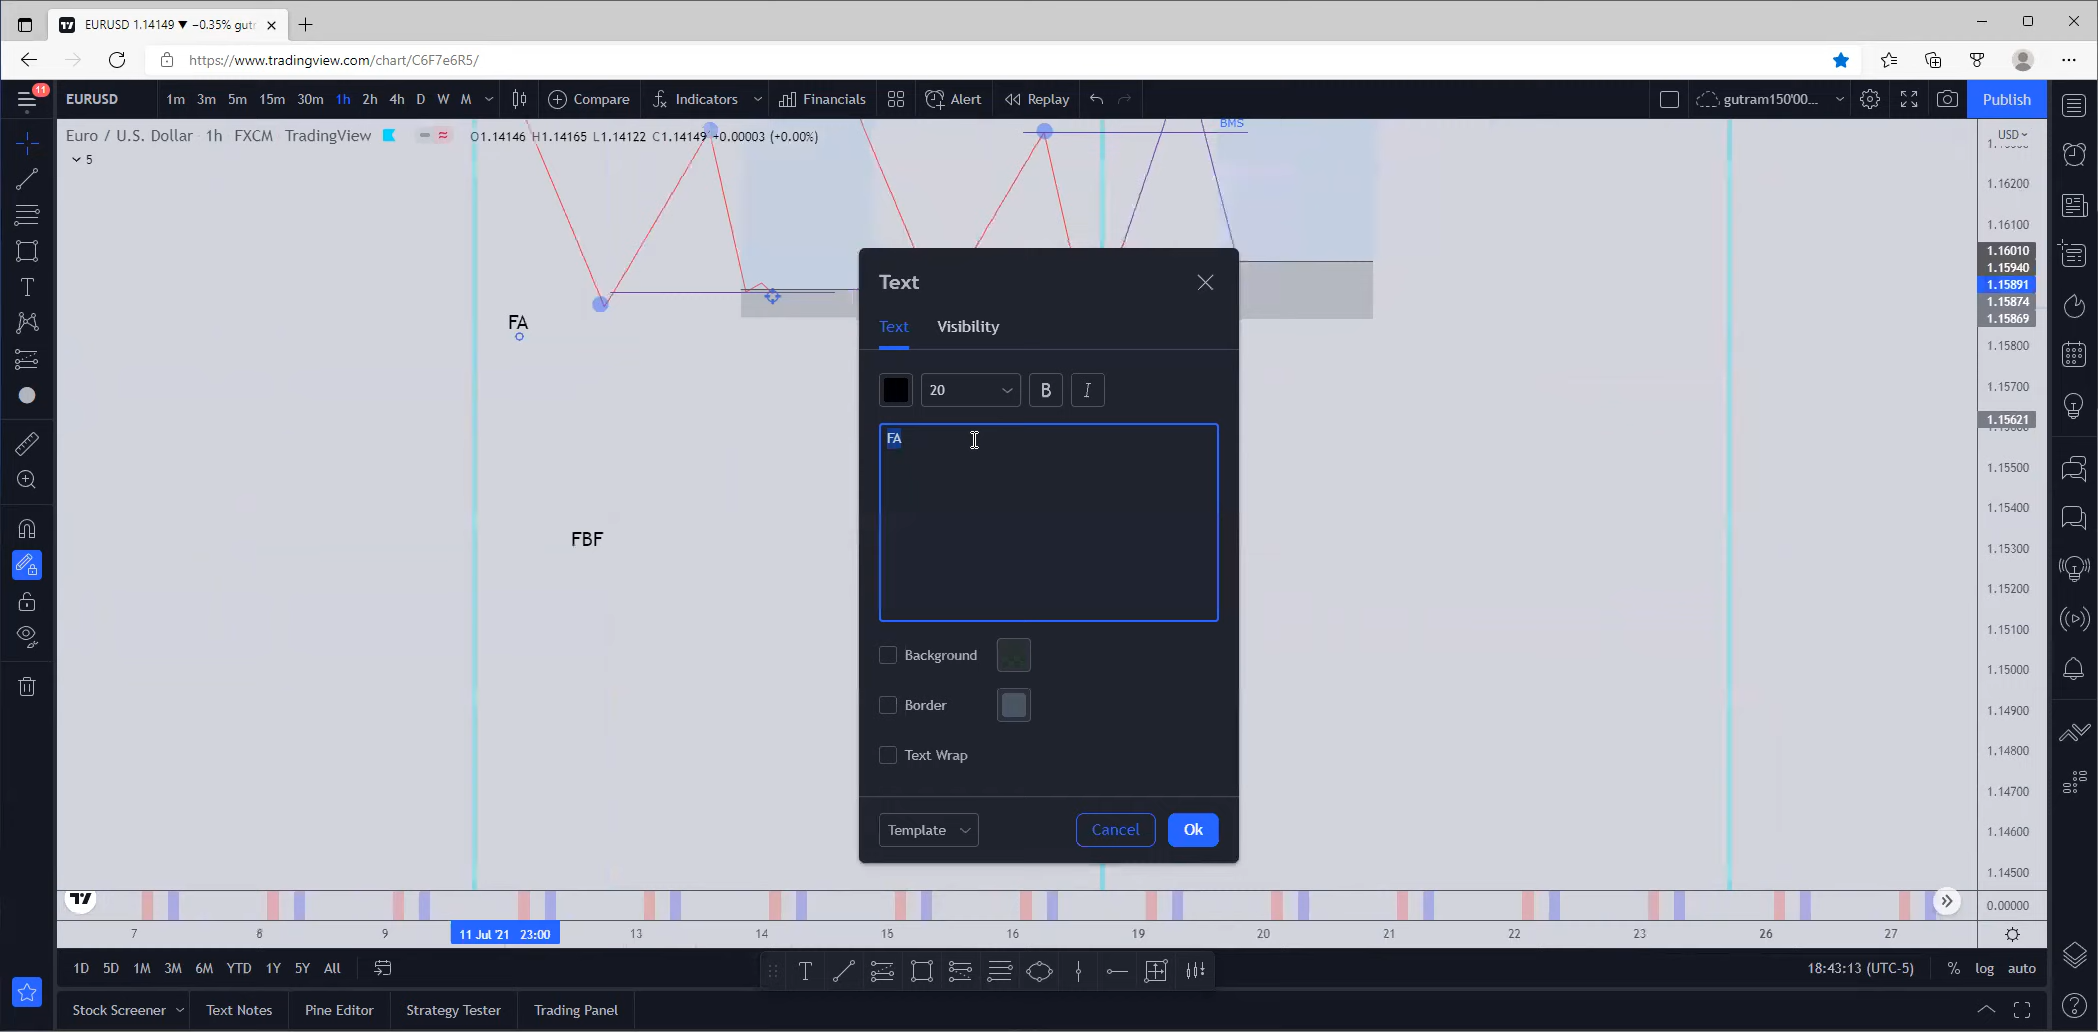 EURUSD 1.14149 ▼ −0.35% gut
https://www.tradingview.com/chart/C6F7e6R5/
11
EURUSD
1m 3m 5m 15m 30m 1h 2h 4h D W M
Compare
Indicators
Financials
Alert
Replay
gutram150'00...
Publish
Euro / U.S. Dollar 1h FXCM TradingView
O1.14146 H1.14165 L1.14122 C1.14149 +0.00003 (+0.00%)
5
BMS
USD
1.16200
1.16100
1.16010
1.15940
1.15891
1.15874
1.15869
1.15800
1.15700
1.15621
1.15500
1.15400
1.15300
1.15200
1.15100
1.15000
1.14900
1.14800
1.14700
1.14600
1.14500
0.00000
FA
FBF
Text
Text Visibility
20 B I
FA
Background
Border
Text Wrap
Template Cancel Ok
7 8 9 11 Jul '21 23:00 13 14 15 16 19 20 21 22 23 26 27
1D 5D 1M 3M 6M YTD 1Y 5Y All
T
18:43:13 (UTC-5) % log auto
Stock Screener Text Notes Pine Editor Strategy Tester Trading Panel